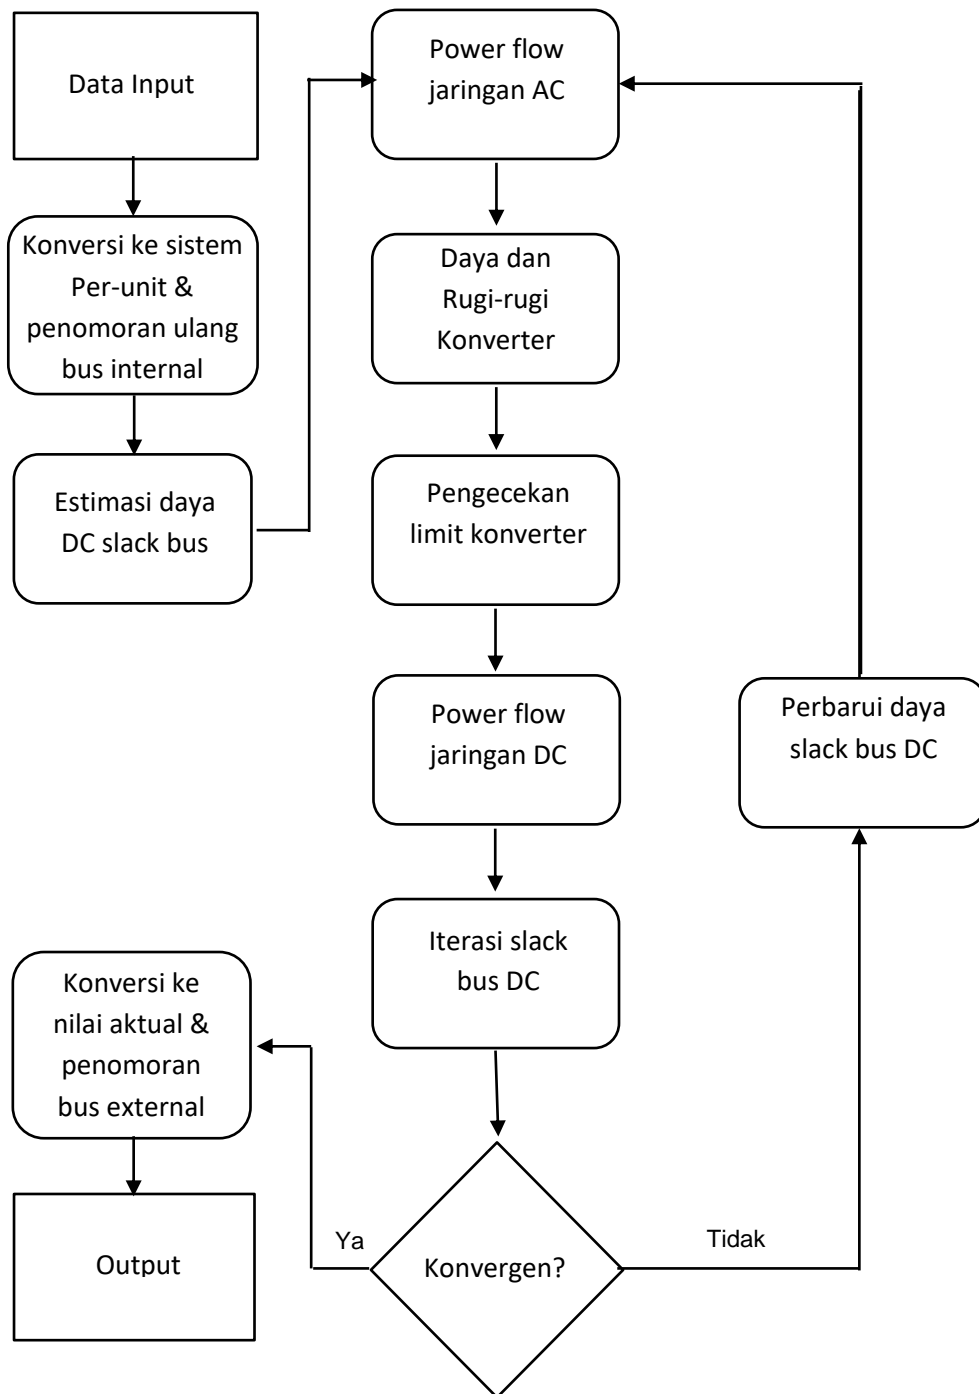 Data Input
Konversi ke sistem
Per-unit &
penomoran ulang
bus internal
Estimasi daya
DC slack bus
Power flow
jaringan AC
Daya dan
Rugi-rugi
Konverter
Pengecekan
limit konverter
Power flow
jaringan DC
Iterasi slack
bus DC
Konvergen?
Tidak
Perbarui daya
slack bus DC
Ya
Konversi ke
nilai aktual &
penomoran
bus external
Output